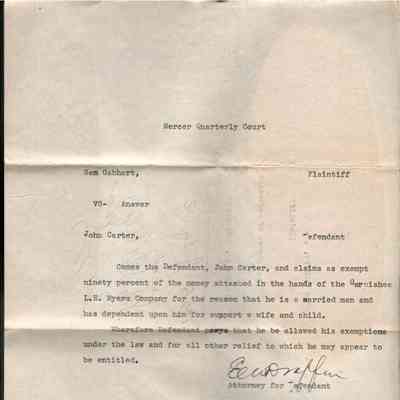 Mercer Quarterly Court
Sam Gabhart, Plaintiff
VS- Answer
John Carter, Defendant
Comes the Defendant, John Carter, and claims as exempt
ninety percent of the money attached in the hands of the Garnishee
L.E. Myers Company for the reason that he is a married man and
has dependent upon him for support a wife and child.
Wherefore Defendant prays that he be allowed his exemptions
under the law and for all other relief to which he may appear to
be entitled.
Attorney for Defendant